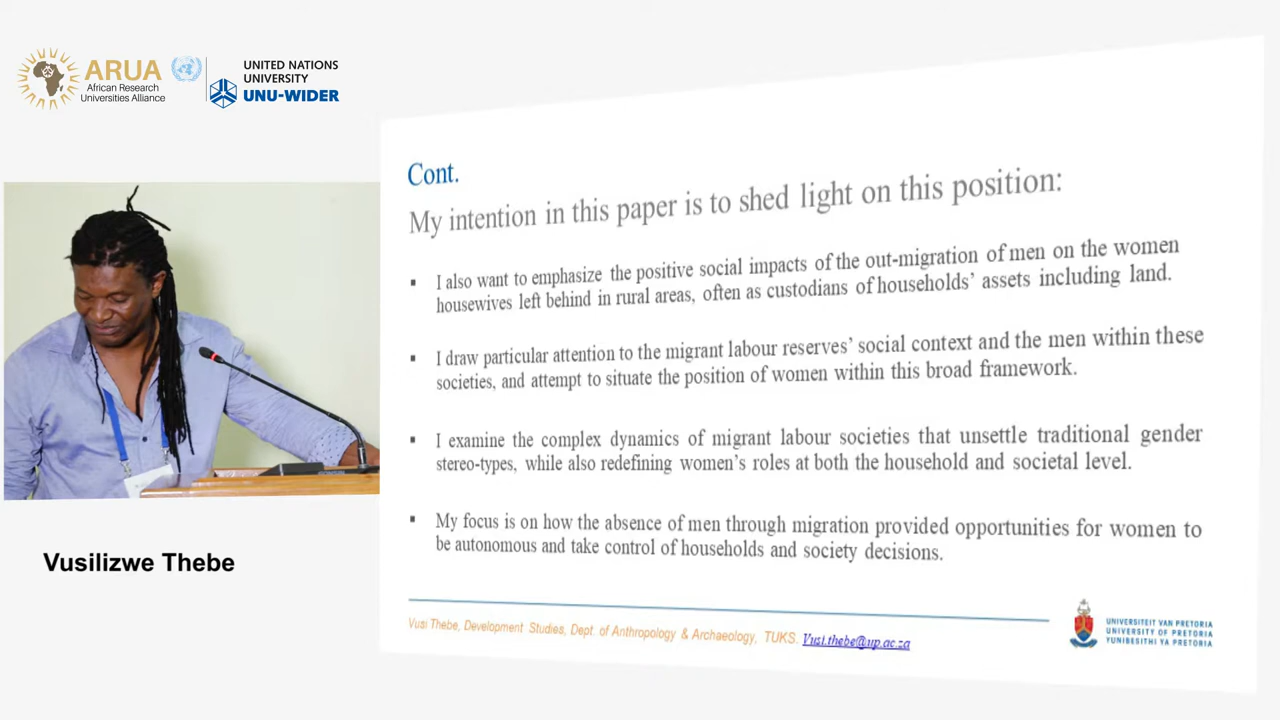 ARUA
African Research
Universities Alliance
UNITED NATIONS
UNIVERSITY
UNU-WIDER
Cont.
My intention in this paper is to shed light on this position:
▪ I also want to emphasize the positive social impacts of the out-migration of men on the women
housewives left behind in rural areas, often as custodians of households' assets including land.
▪ I draw particular attention to the migrant labour reserves' social context and the men within these
societies, and attempt to situate the position of women within this broad framework.
▪ I examine the complex dynamics of migrant labour societies that unsettle traditional gender
stereo-types, while also redefining women's roles at both the household and societal level.
▪ My focus is on how the absence of men through migration provided opportunities for women to
be autonomous and take control of households and society decisions.
Vusilizwe Thebe
Vusi Thebe, Development Studies, Dept. of Anthropology & Archaeology, TUKS. Vusi.thebe@up.ac.za
UNIVERSITEIT VAN PRETORIA
UNIVERSITY OF PRETORIA
YUNIBESITHI YA PRETORIA